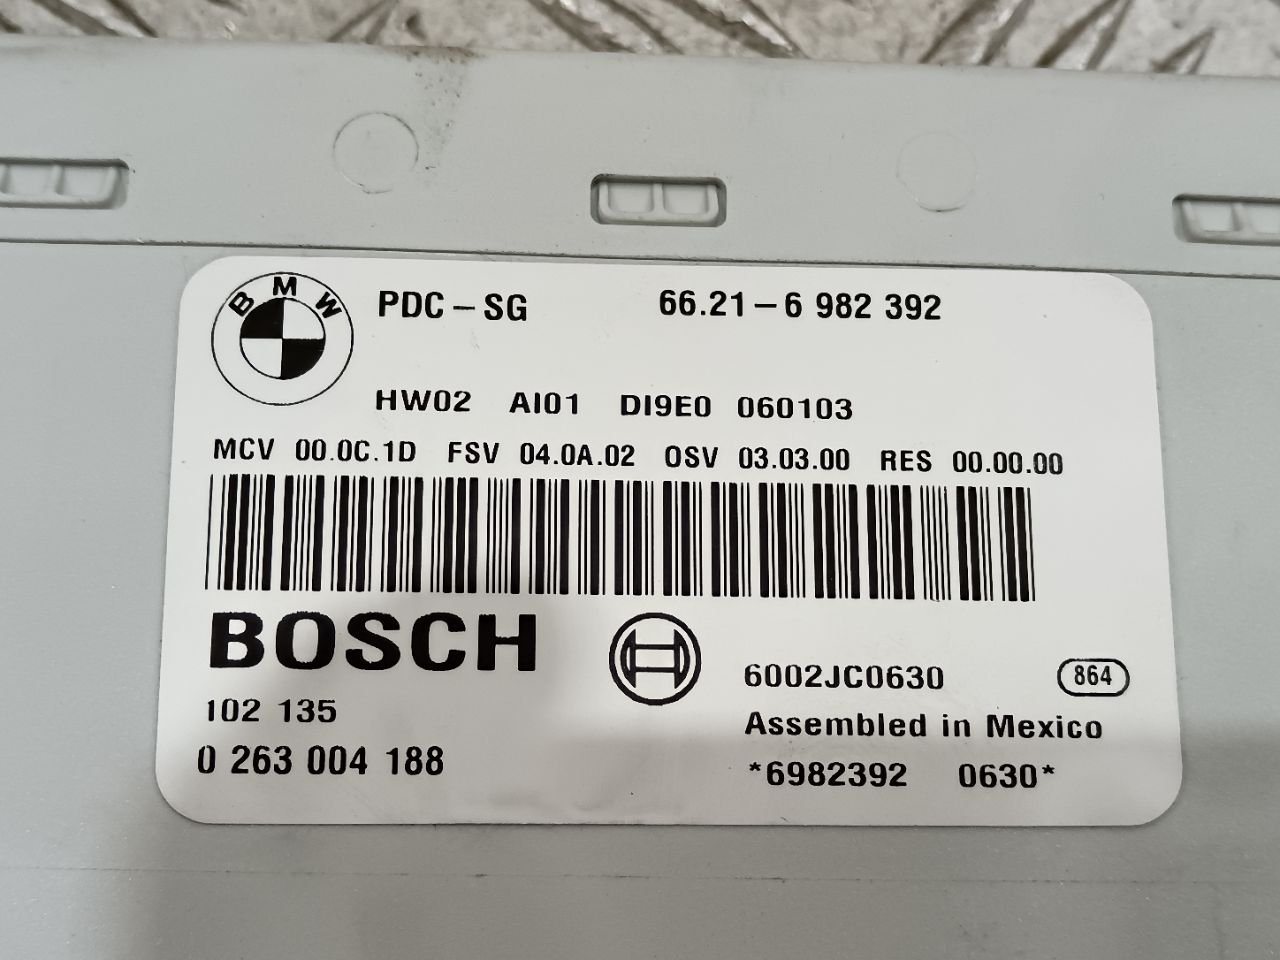 BMW
PDC-SG 66.21-6 982 392
HW02 AI01 DI9E0 060103
MCV 00.0C.1D FSV 04.0A.02 OSV 03.03.00 RES 00.00.00
BOSCH
6002JC0630 864
102 135
Assembled in Mexico
0 263 004 188
*6982392 0630*